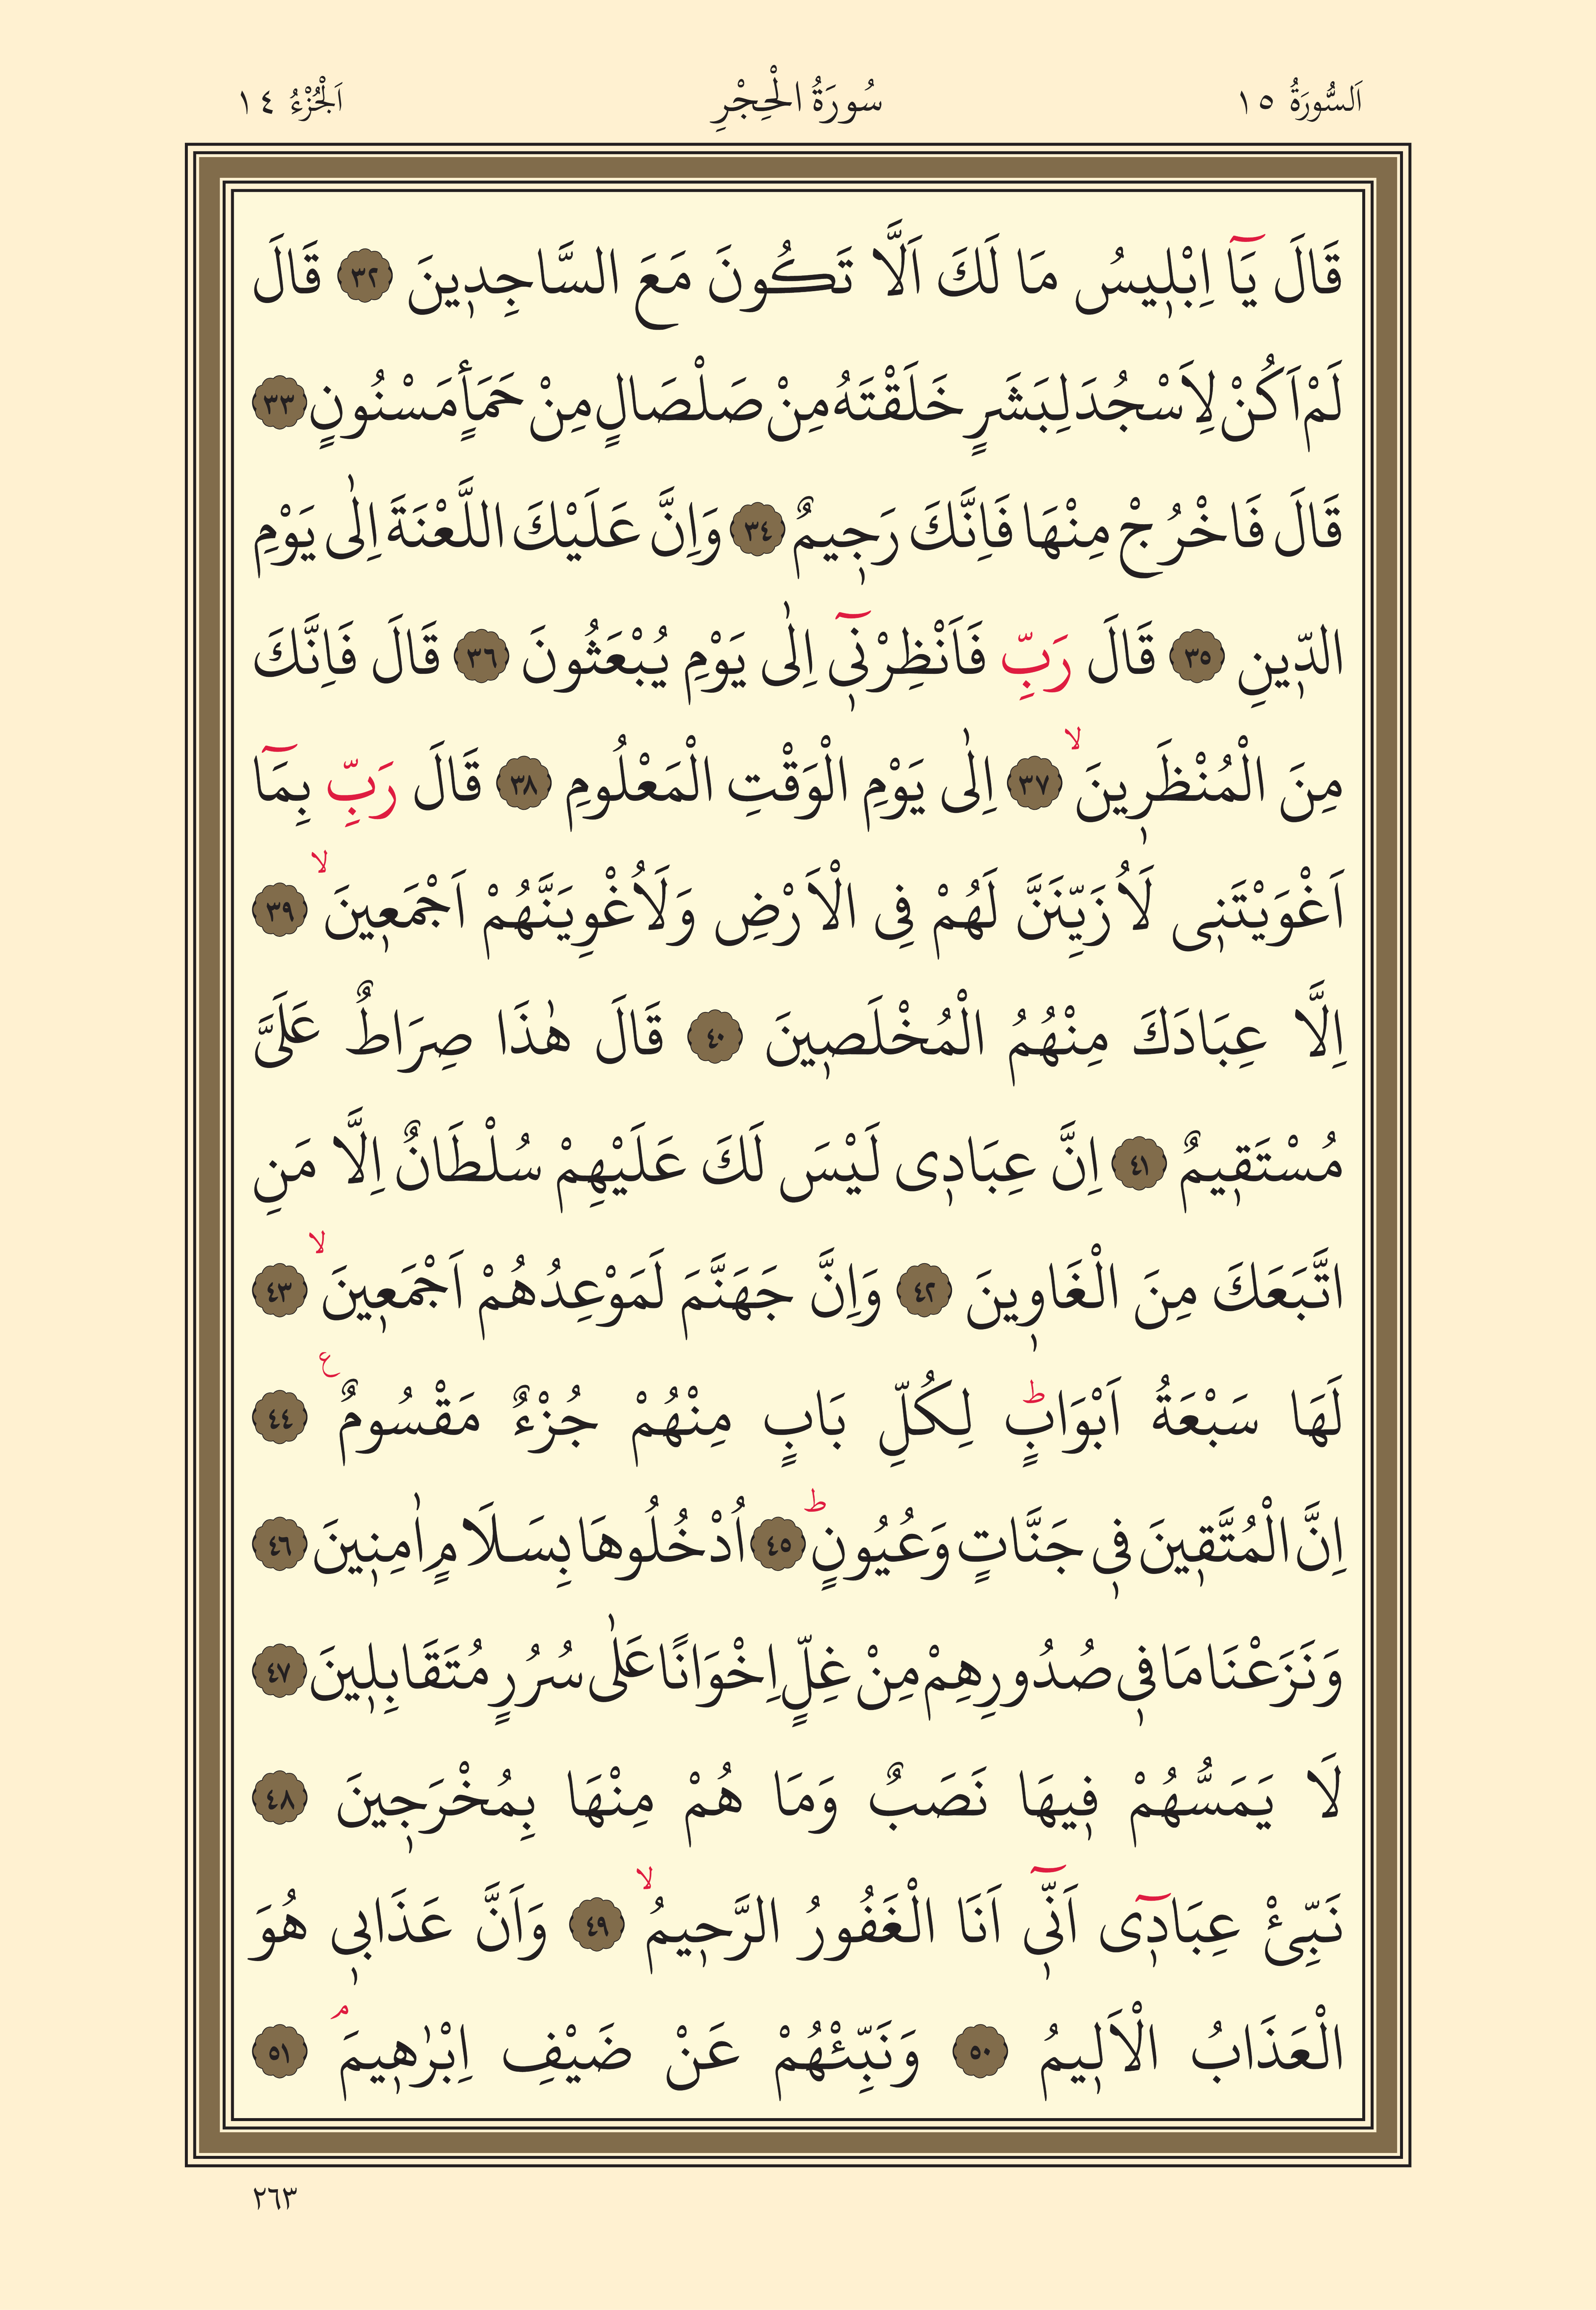 اَلسُّورَةُ ١٥ سُورَةُ الْحِجْرِ اَلْجُزْءُ ١٤
قَالَ يَٓا اِبْلٖيسُ مَا لَكَ اَلَّا تَكُونَ مَعَ السَّاجِدٖينَ ٣٢ قَالَ
لَمْ اَكُنْ لِاَسْجُدَ لِبَشَرٍ خَلَقْتَهُ مِنْ صَلْصَالٍ مِنْ حَمَأٍ مَسْنُونٍ ٣٣
قَالَ فَاخْرُجْ مِنْهَا فَاِنَّكَ رَجٖيمٌ ٣٤ وَاِنَّ عَلَيْكَ اللَّعْنَةَ اِلٰى يَوْمِ
الدّٖينِ ٣٥ قَالَ رَبِّ فَاَنْظِرْنٖٓى اِلٰى يَوْمِ يُبْعَثُونَ ٣٦ قَالَ فَاِنَّكَ
مِنَ الْمُنْظَرٖينَ ۙ ٣٧ اِلٰى يَوْمِ الْوَقْتِ الْمَعْلُومِ ٣٨ قَالَ رَبِّ بِمَٓا
اَغْوَيْتَنٖى لَاُزَيِّنَنَّ لَهُمْ فِى الْاَرْضِ وَلَاُغْوِيَنَّهُمْ اَجْمَعٖينَ ۙ ٣٩
اِلَّا عِبَادَكَ مِنْهُمُ الْمُخْلَصٖينَ ٤٠ قَالَ هٰذَا صِرَاطٌ عَلَىَّ
مُسْتَقٖيمٌ ٤١ اِنَّ عِبَادٖى لَيْسَ لَكَ عَلَيْهِمْ سُلْطَانٌ اِلَّا مَنِ
اتَّبَعَكَ مِنَ الْغَاوٖينَ ٤٢ وَاِنَّ جَهَنَّمَ لَمَوْعِدُهُمْ اَجْمَعٖينَ ۙ ٤٣
لَهَا سَبْعَةُ اَبْوَابٍ ؕ لِكُلِّ بَابٍ مِنْهُمْ جُزْءٌ مَقْسُومٌ ع ٤٤
اِنَّ الْمُتَّقٖينَ فٖى جَنَّاتٍ وَعُيُونٍ ؕ ٤٥ اُدْخُلُوهَا بِسَلَامٍ اٰمِنٖينَ ٤٦
وَنَزَعْنَا مَا فٖى صُدُورِهِمْ مِنْ غِلٍّ اِخْوَانًا عَلٰى سُرُرٍ مُتَقَابِلٖينَ ٤٧
لَا يَمَسُّهُمْ فٖيهَا نَصَبٌ وَمَا هُمْ مِنْهَا بِمُخْرَجٖينَ ٤٨
نَبِّئْ عِبَادٖٓى اَنّٖٓى اَنَا الْغَفُورُ الرَّحٖيمُ ۙ ٤٩ وَاَنَّ عَذَابٖى هُوَ
الْعَذَابُ الْاَلٖيمُ ٥٠ وَنَبِّئْهُمْ عَنْ ضَيْفِ اِبْرٰهٖيمَ ۘ ٥١
٢٦٣